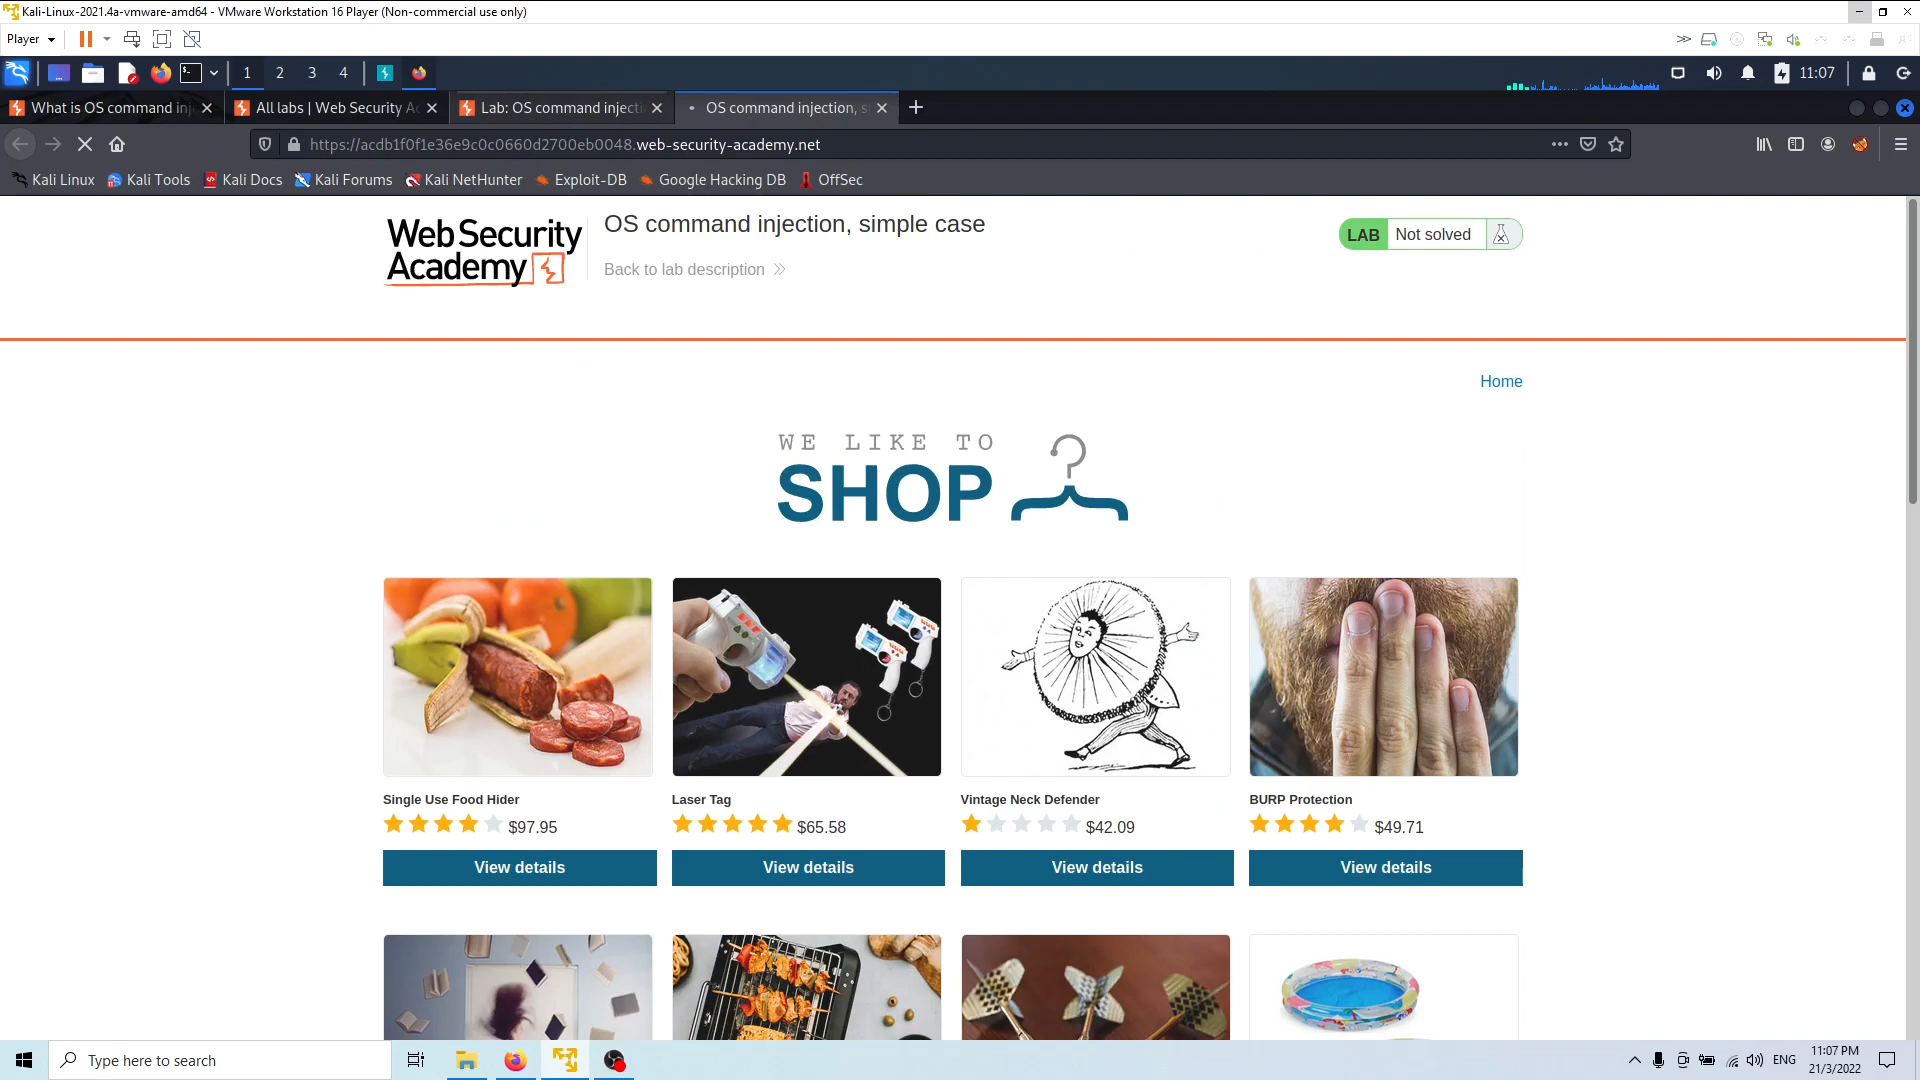 Kali-Linux-2021.4a-vmware-amd64 - VMware Workstation 16 Player (Non-commercial use only)
Player
1 2 3 4
11:07
What is OS command inj
All labs | Web Security Ac
Lab: OS command injecti
OS command injection, s
https://acdb1f0f1e36e9c0c0660d2700eb0048.web-security-academy.net
Kali Linux
Kali Tools
Kali Docs
Kali Forums
Kali NetHunter
Exploit-DB
Google Hacking DB
OffSec
Web Security
Academy
OS command injection, simple case
Back to lab description
LAB Not solved
Home
WE LIKE TO
SHOP
Single Use Food Hider
$97.95
View details
Laser Tag
$65.58
View details
Vintage Neck Defender
$42.09
View details
BURP Protection
$49.71
View details
Type here to search
ENG
11:07 PM
21/3/2022